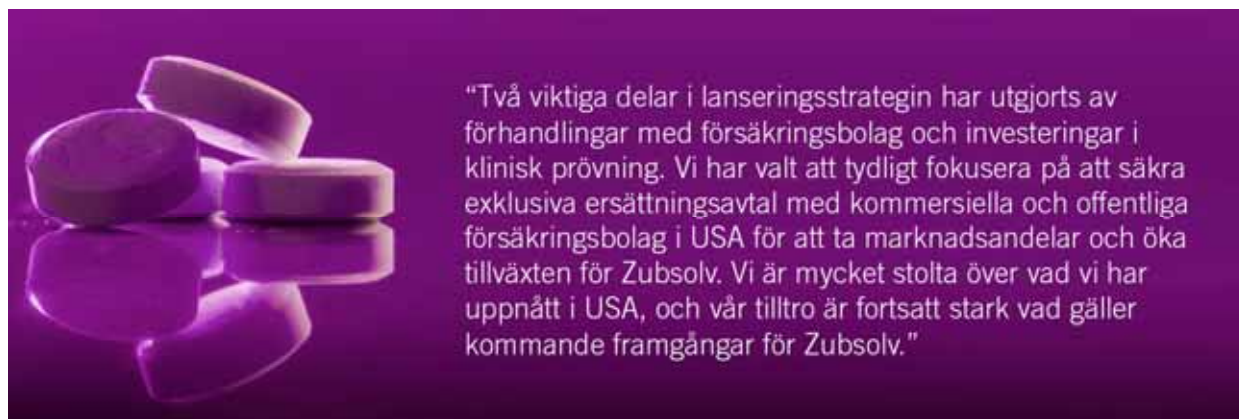 “Två viktiga delar i lanseringsstrategin har utgjorts av
förhandlingar med försäkringsbolag och investeringar i
klinisk prövning. Vi har valt att tydligt fokusera på att säkra
exklusiva ersättningsavtal med kommersiella och offentliga
försäkringsbolag i USA för att ta marknadsandelar och öka
tillväxten för Zubsolv. Vi är mycket stolta över vad vi har
uppnått i USA, och vår tilltro är fortsatt stark vad gäller
kommande framgångar för Zubsolv.”